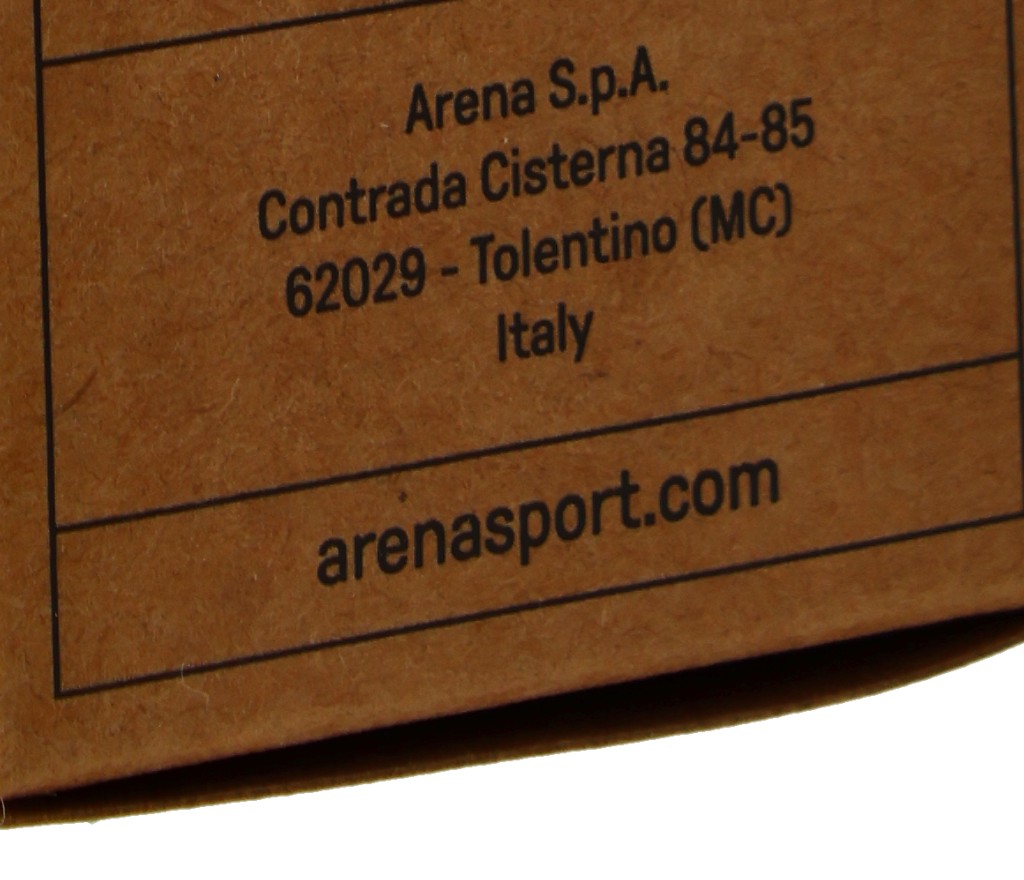 Arena S.p.A.
Contrada Cisterna 84-85
62029 - Tolentino (MC)
Italy
arenasport.com